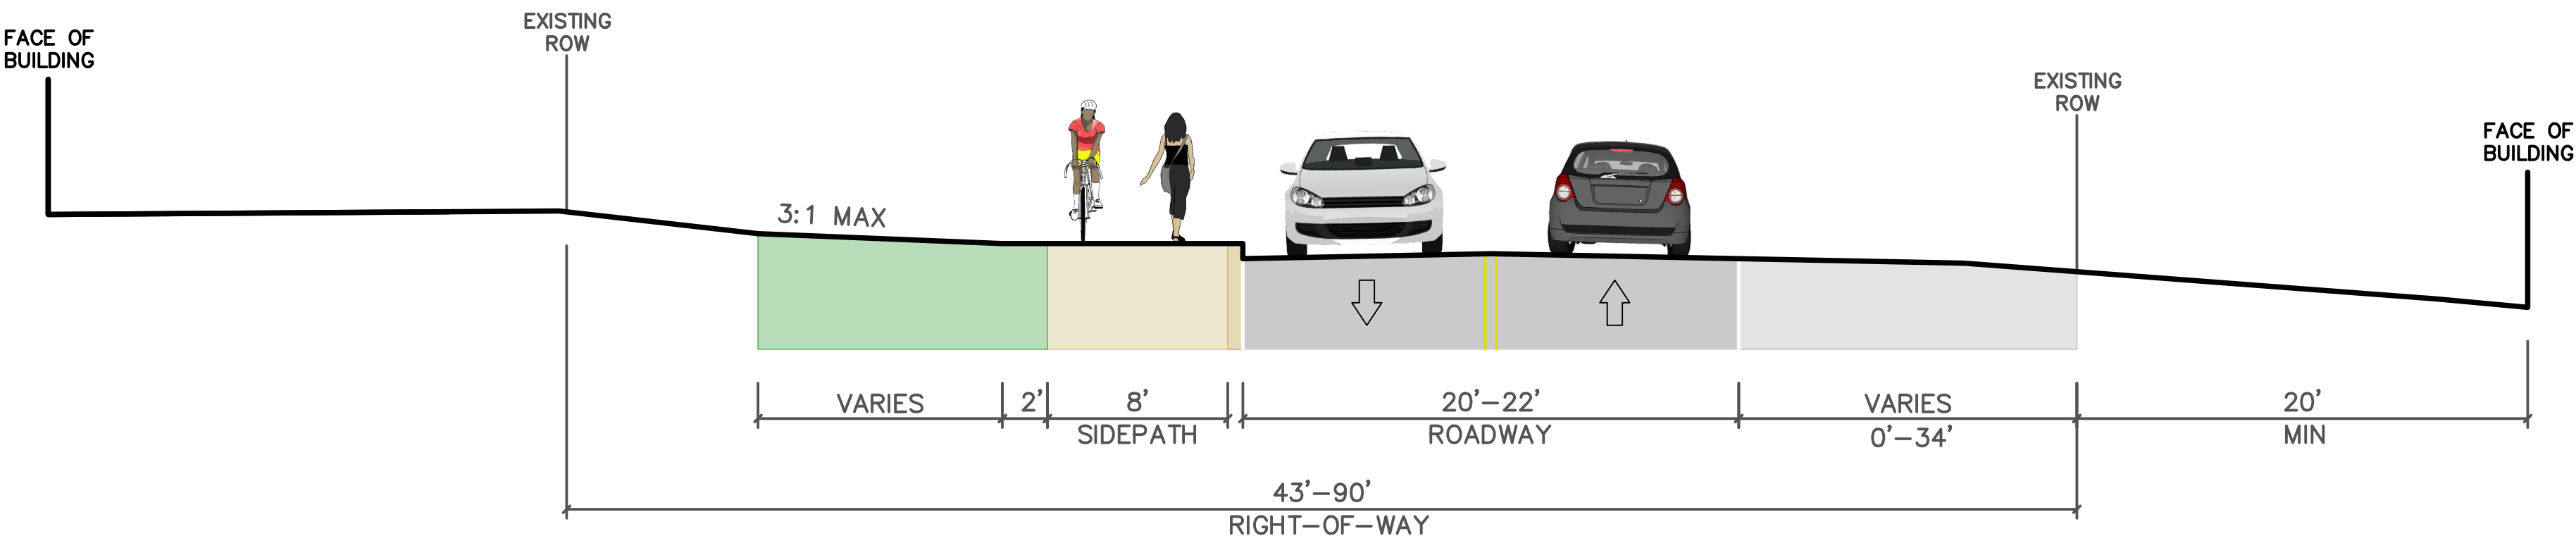 FACE OF
BUILDING
EXISTING
ROW
EXISTING
ROW
FACE OF
BUILDING
3:1 MAX
VARIES
2'
8'
SIDEPATH
20'-22'
ROADWAY
VARIES
0'-34'
20'
MIN
43'-90'
RIGHT-OF-WAY